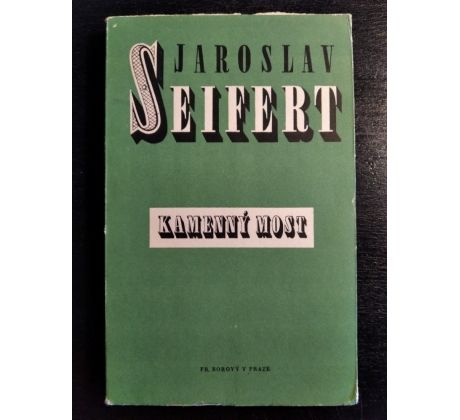 JAROSLAV
SEIFERT
KAMENNÝ MOST
FR. BOROVÝ V PRAZE